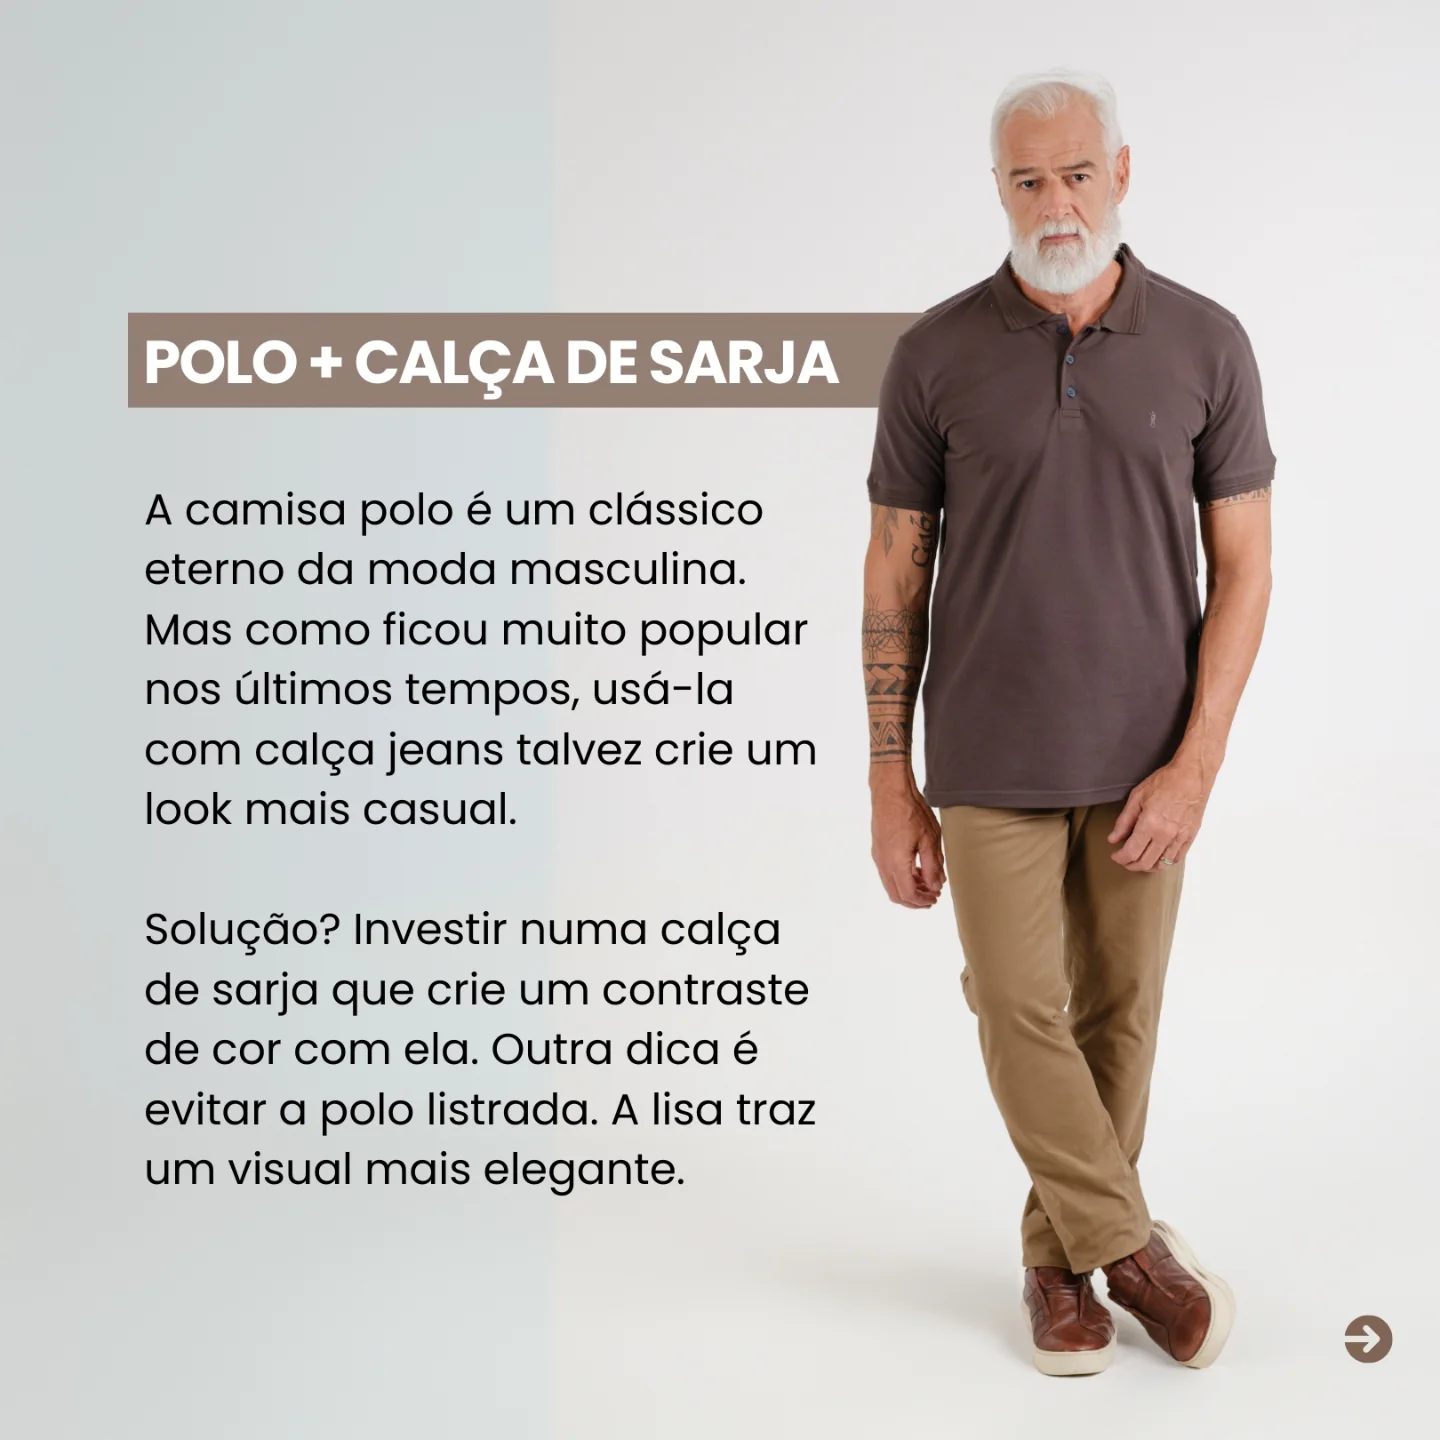 POLO + CALÇA DE SARJA
A camisa polo é um clássico
eterno da moda masculina.
Mas como ficou muito popular
nos últimos tempos, usá-la
com calça jeans talvez crie um
look mais casual.
Solução? Investir numa calça
de sarja que crie um contraste
de cor com ela. Outra dica é
evitar a polo listrada. A lisa traz
um visual mais elegante.